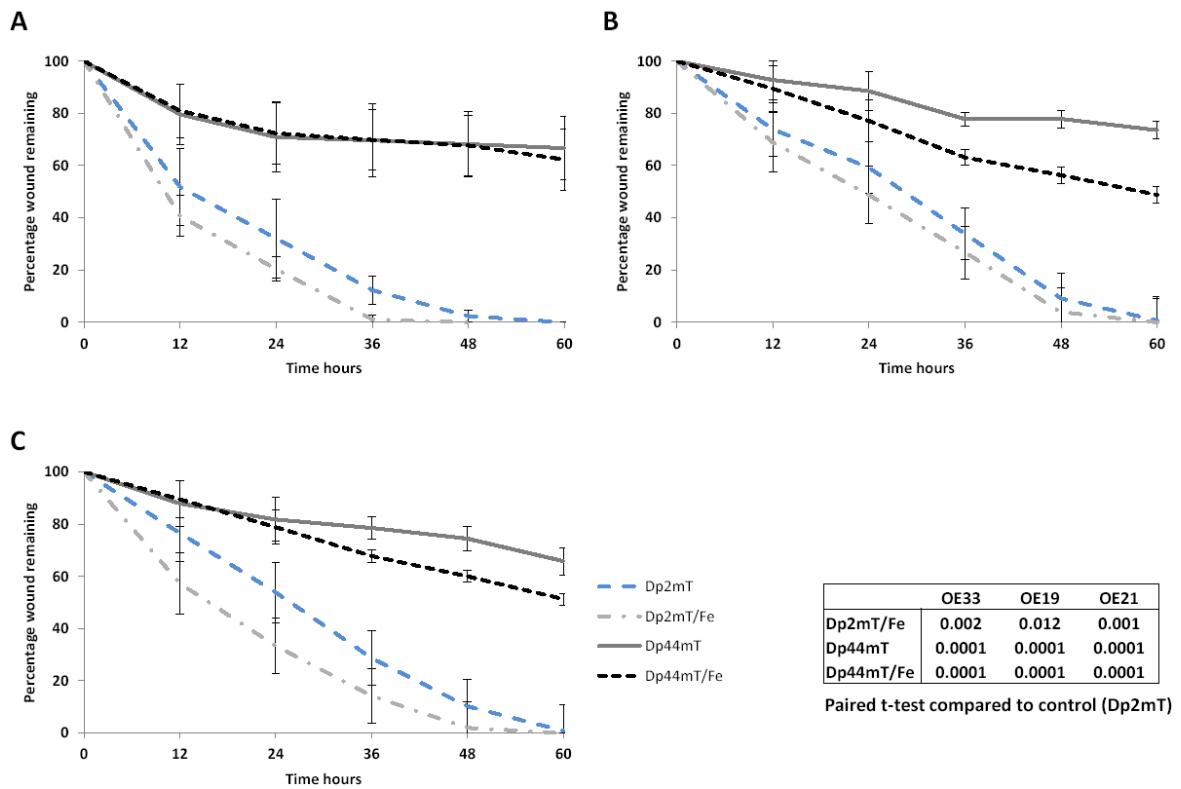 A
Percentage wound remaining
100
80
60
40
20
0
0 12 24 36 48 60
Time hours
B
Percentage wound remaining
100
80
60
40
20
0
0 12 24 36 48 60
Time hours
C
Percentage wound remaining
100
80
60
40
20
0
0 12 24 36 48 60
Time hours
Dp2mT
Dp2mT/Fe
Dp44mT
Dp44mT/Fe
OE33 OE19 OE21
Dp2mT/Fe 0.002 0.012 0.001
Dp44mT 0.0001 0.0001 0.0001
Dp44mT/Fe 0.0001 0.0001 0.0001
Paired t-test compared to control (Dp2mT)